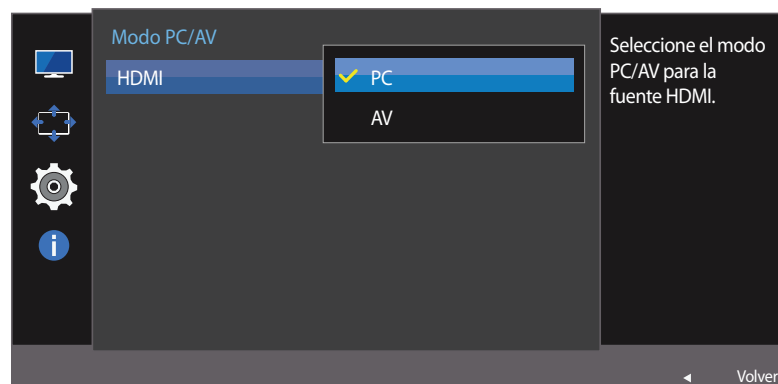 Modo PC/AV
HDMI
PC
AV
Seleccione el modo
PC/AV para la
fuente HDMI.
Volver